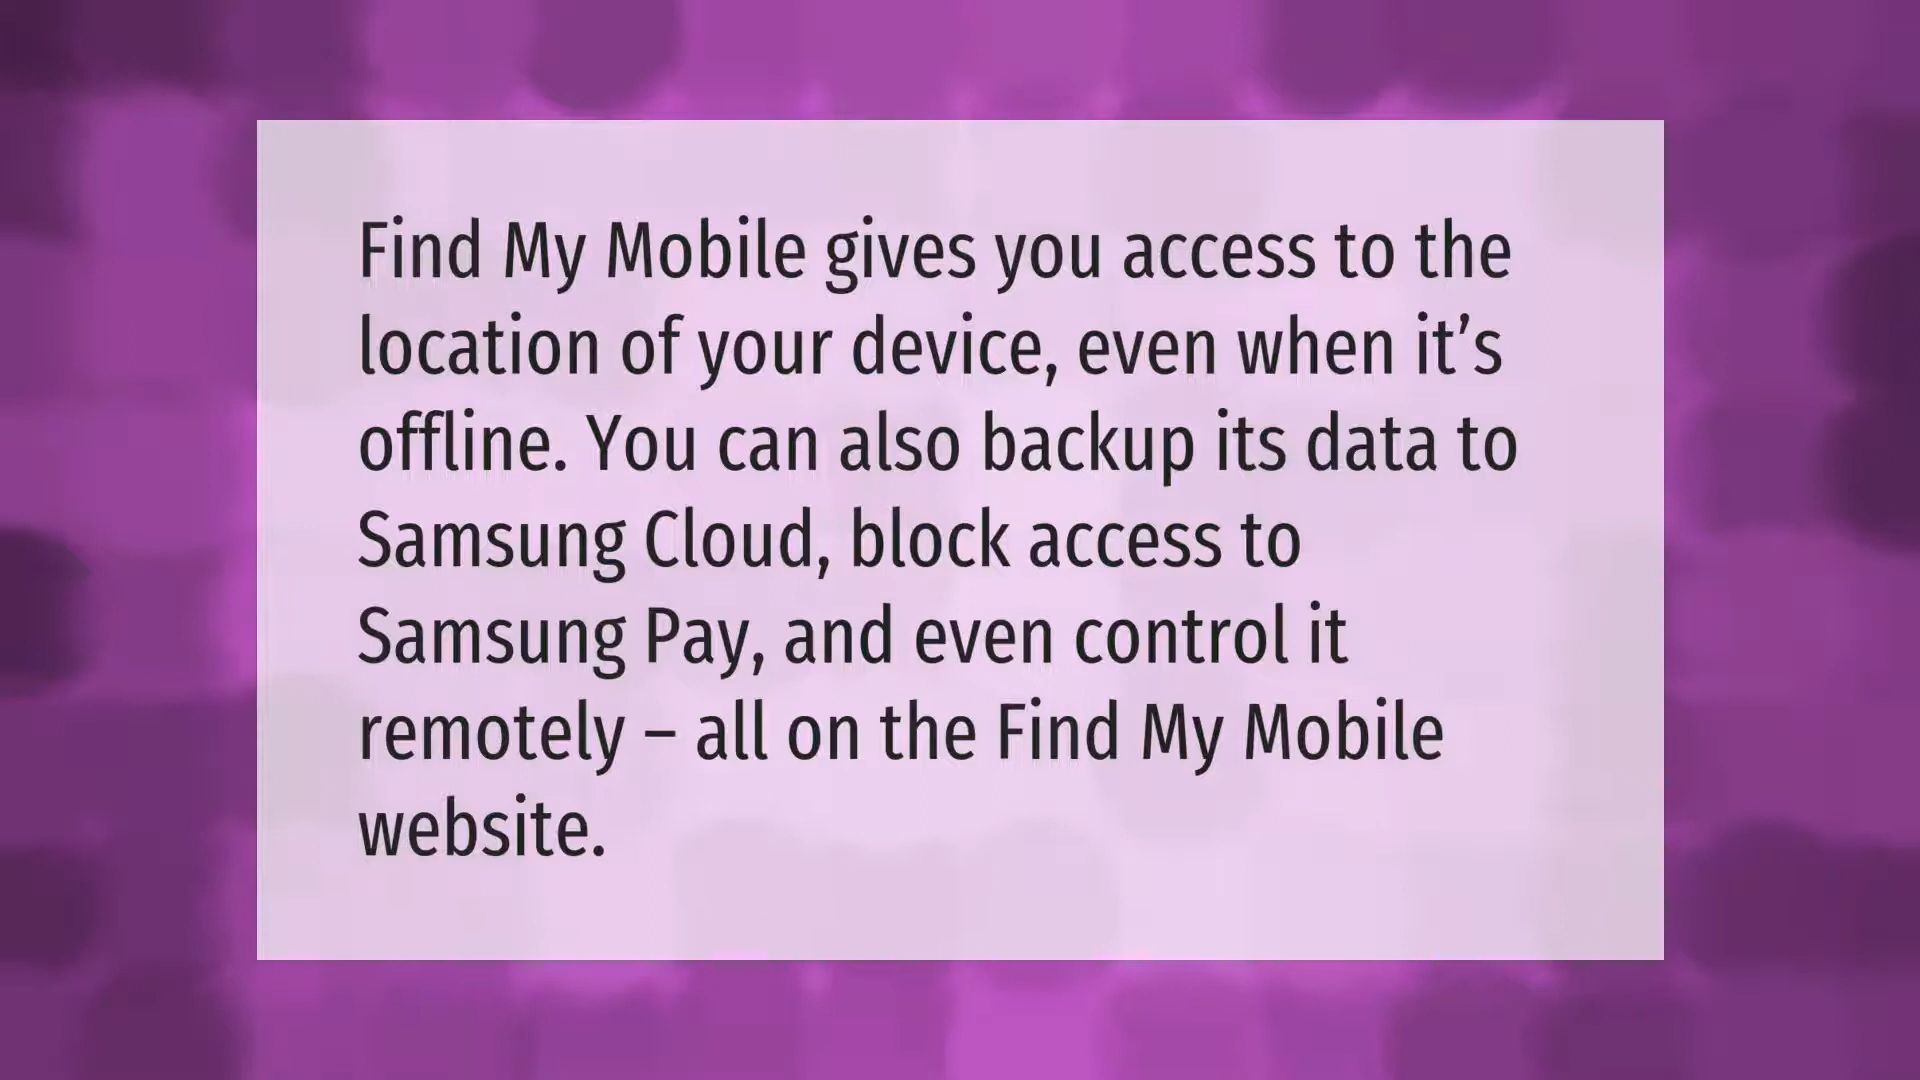 Find My Mobile gives you access to the
location of your device, even when it’s
offline. You can also backup its data to
Samsung Cloud, block access to
Samsung Pay, and even control it
remotely – all on the Find My Mobile
website.